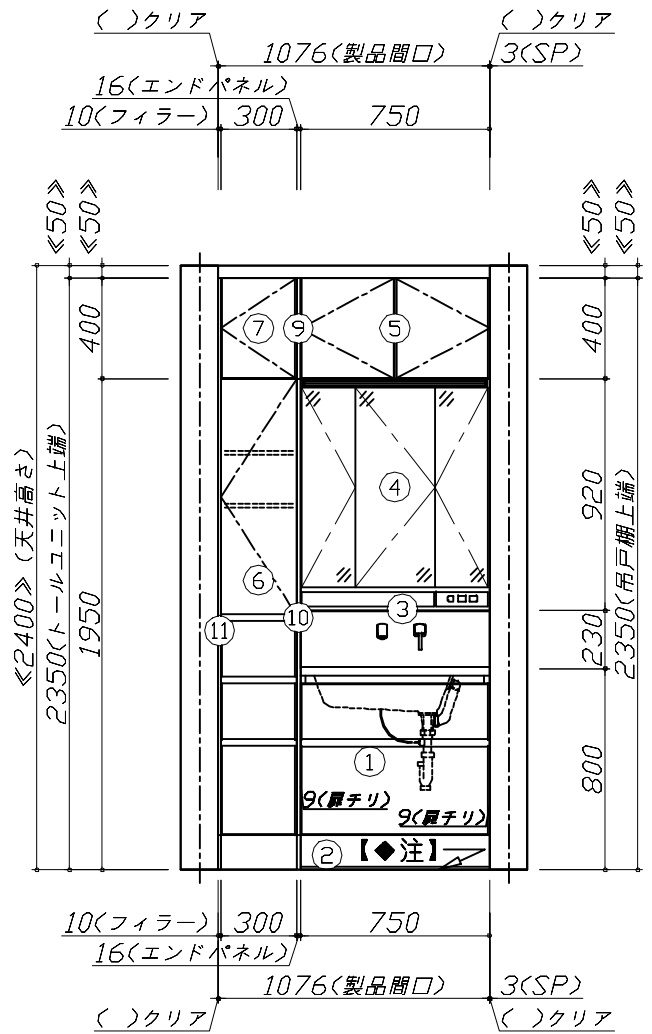 ( )クリア
( )クリア
1076(製品間口)
3(SP)
16(エンドパネル)
10(フィラー)
300
750
≪50≫
≪50≫
≪50≫
≪50≫
400
7
9
5
400
≪2400≫(天井高さ)
2350(トールユニット上端)
1950
4
920
2350(吊戸棚上端)
6
3
11
10
230
1
800
9(扉チリ)
9(扉チリ)
2
【◆注】
10(フィラー)
300
750
16(エンドパネル)
1076(製品間口)
3(SP)
( )クリア
( )クリア